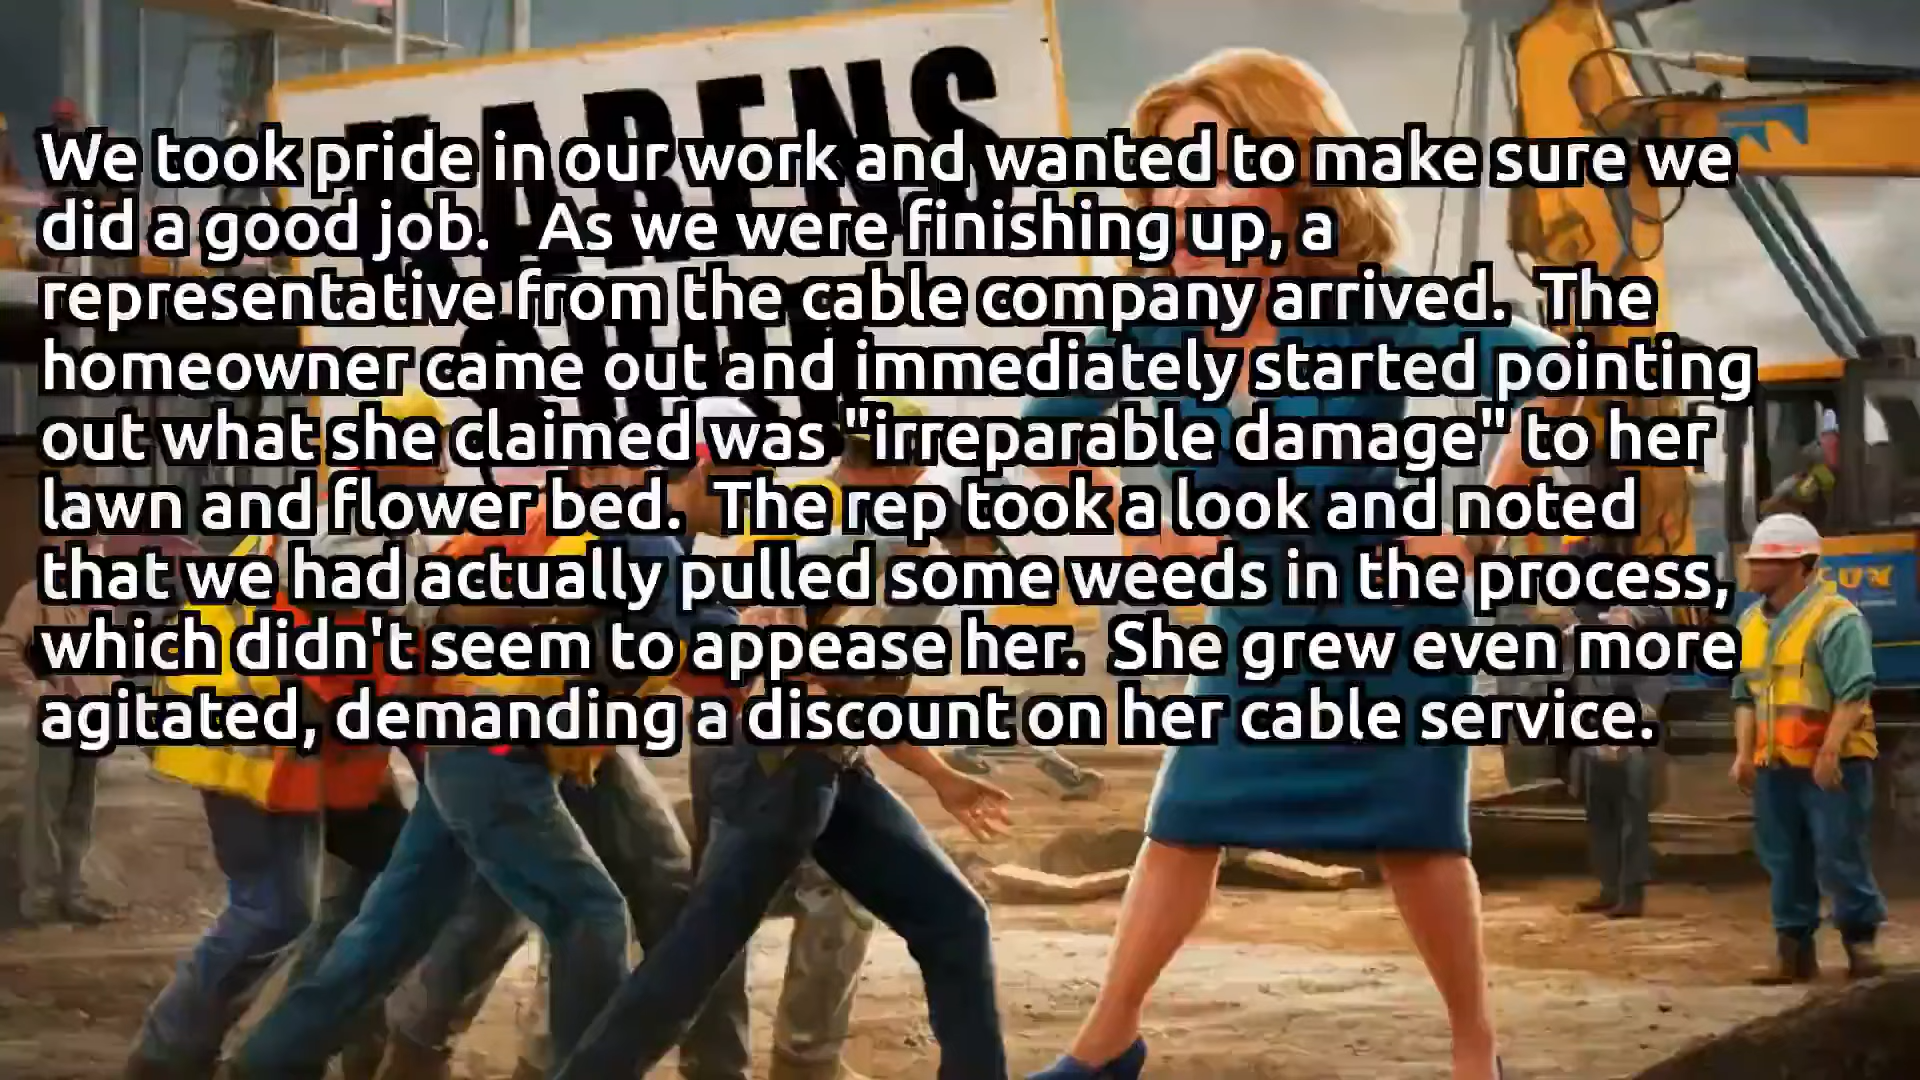 KARENS
We took pride in our work and wanted to make sure we
did a good job.   As we were finishing up, a
representative from the cable company arrived.  The
homeowner came out and immediately started pointing
out what she claimed was "irreparable damage" to her
lawn and flower bed.  The rep took a look and noted
that we had actually pulled some weeds in the process,
which didn't seem to appease her.  She grew even more
agitated, demanding a discount on her cable service.